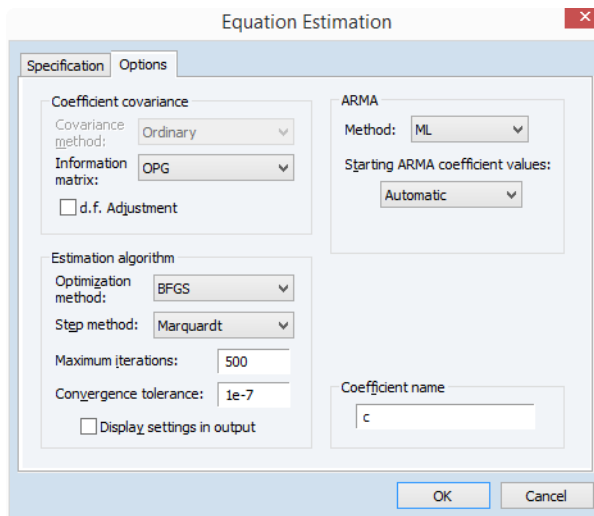 Equation Estimation
Specification
Options
Coefficient covariance
Covariance method:
Ordinary
Information matrix:
OPG
d.f. Adjustment
Estimation algorithm
Optimization method:
BFGS
Step method:
Marquardt
Maximum iterations:
500
Convergence tolerance:
1e-7
Display settings in output
ARMA
Method:
ML
Starting ARMA coefficient values:
Automatic
Coefficient name
c
OK
Cancel